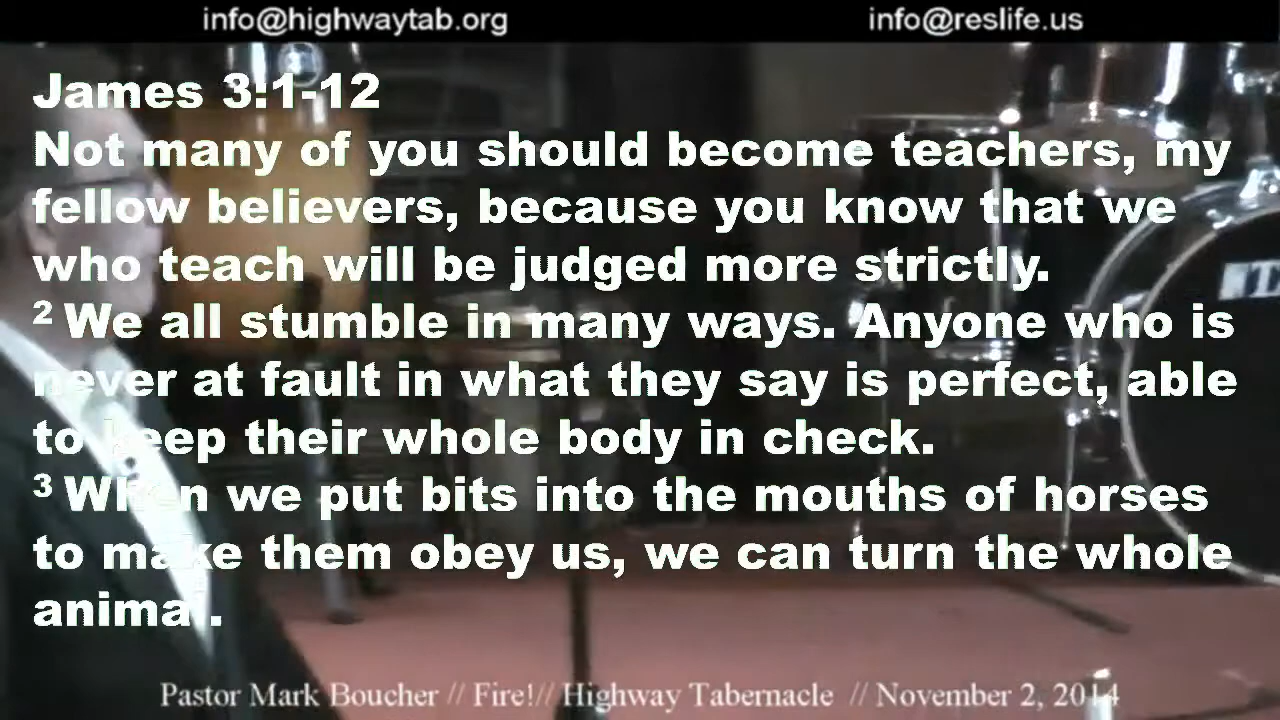 info@highwaytab.org
info@reslife.us
James 3:1-12
Not many of you should become teachers, my
fellow believers, because you know that we
who teach will be judged more strictly.
² We all stumble in many ways. Anyone who is
never at fault in what they say is perfect, able
to keep their whole body in check.
³ When we put bits into the mouths of horses
to make them obey us, we can turn the whole
animal.
Pastor Mark Boucher // Fire!// Highway Tabernacle // November 2, 2014